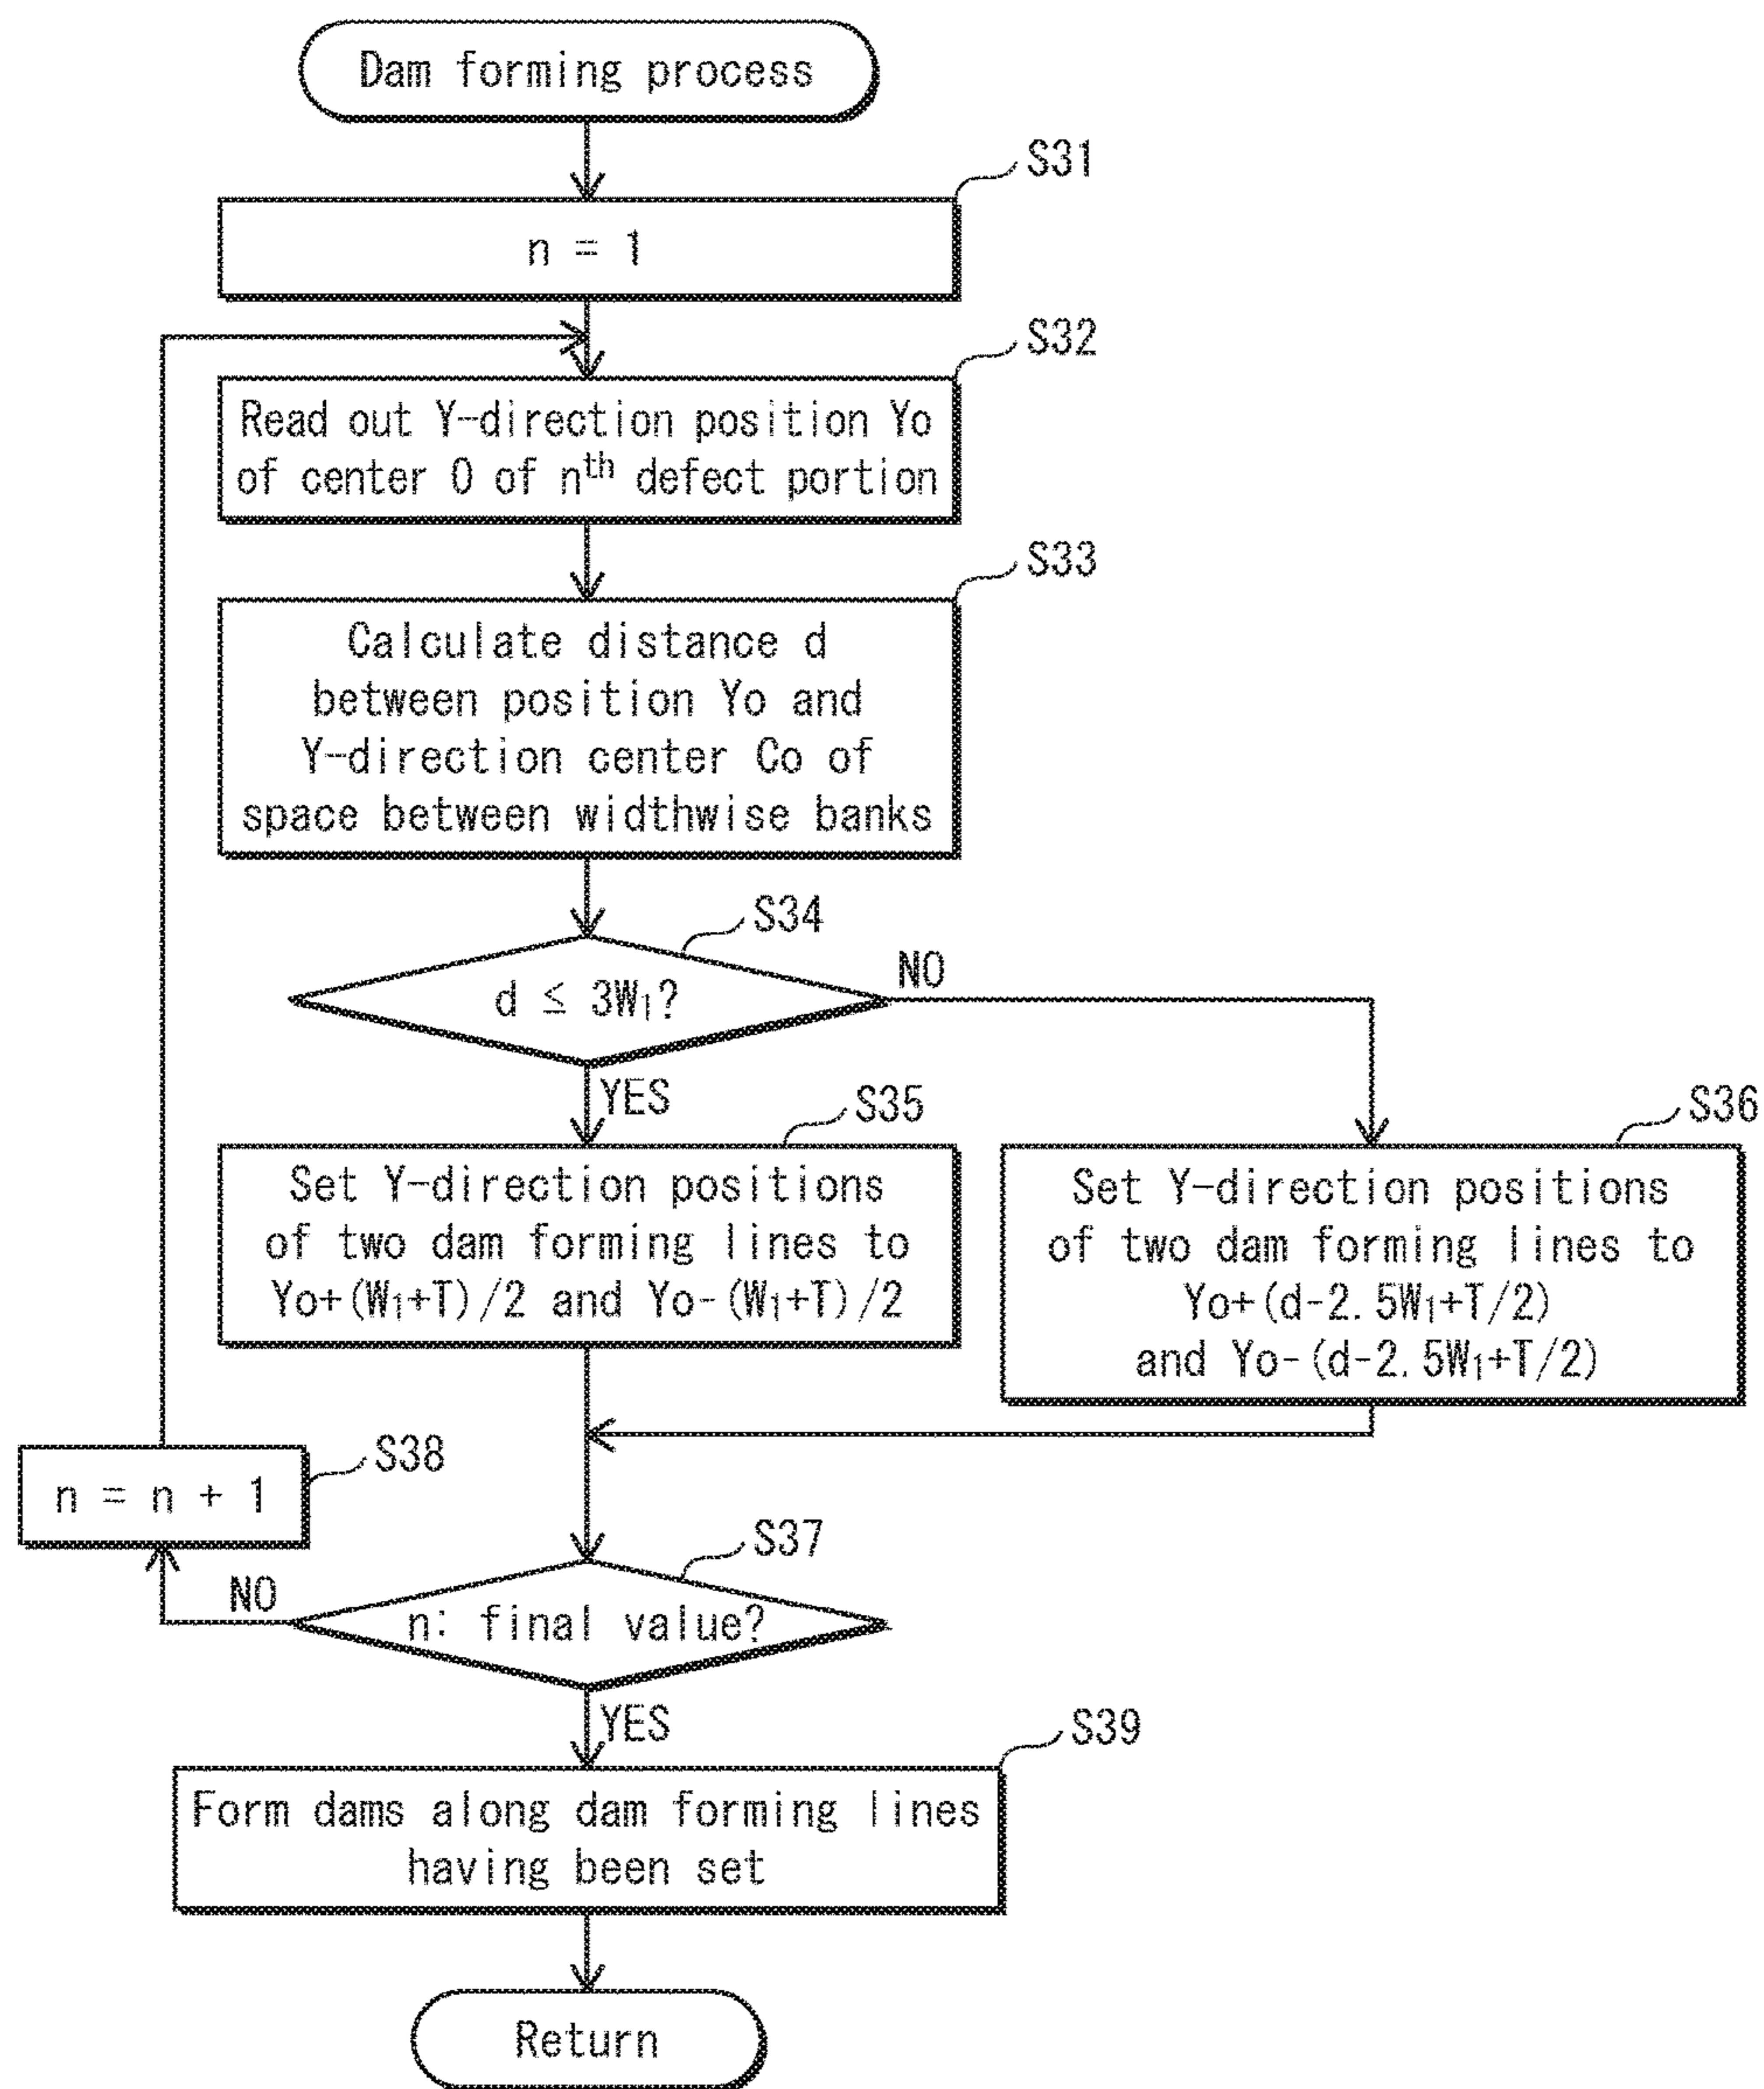 Dam forming process
S31
n = 1
S32
Read out Y-direction position Yo
of center O of nth defect portion
S33
Calculate distance d
between position Yo and
Y-direction center Co of
space between widthwise banks
S34
d ≤ 3W1?
NO
YES
S35
Set Y-direction positions
of two dam forming lines to
Yo+(W1+T)/2 and Yo-(W1+T)/2
S36
Set Y-direction positions
of two dam forming lines to
Yo+(d-2.5W1+T/2)
and Yo-(d-2.5W1+T/2)
S38
n = n + 1
S37
NO
n: final value?
YES
S39
Form dams along dam forming lines
having been set
Return